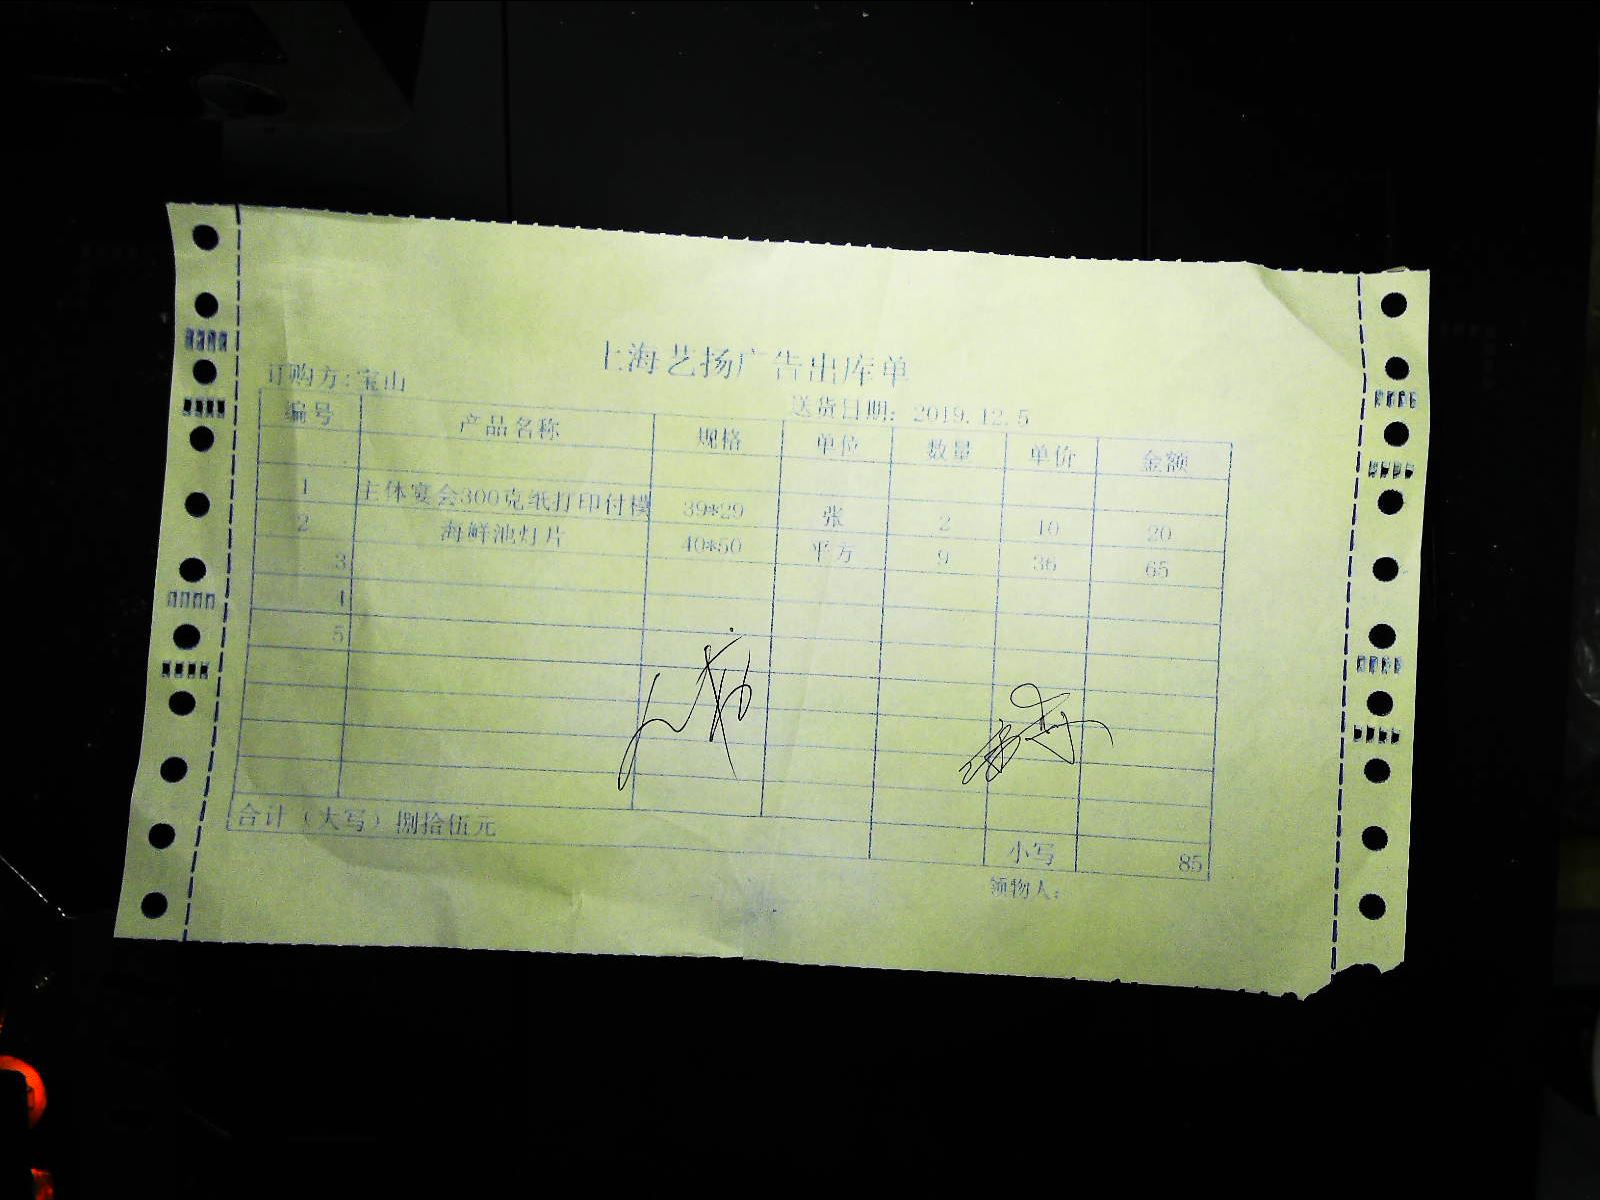 上海艺扬广告出库单
订购方:宝山
送货日期: 2019.12.5
编号 产品名称 规格 单位 数量 单价 金额
1 主体宴会300克纸打印付模 39*29 张 2 10 20
2 海鲜池灯片 40*50 平方 9 36 65
3
4
5
合计（大写）捌拾伍元 小写 85
领物人: